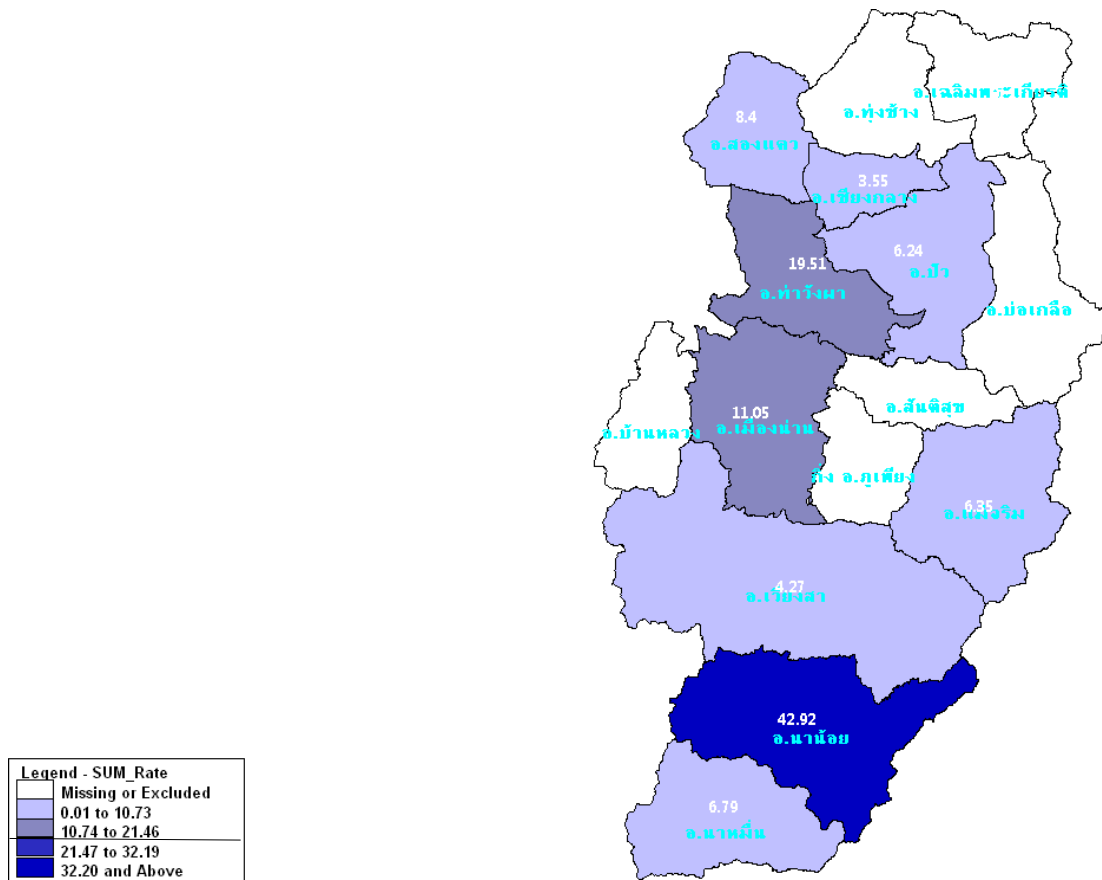 อ.เฉลิมพระเกียรติ
อ.ทุ่งช้าง
8.4
อ.สองแคว
3.55
อ.เชียงกลาง
6.24
อ.ปัว
19.51
อ.ท่าวังผา
อ.บ่อเกลือ
อ.สันติสุข
11.05
อ.เมืองน่าน
อ.บ้านหลวง
กิ่ง อ.ภูเพียง
6.35
อ.แม่จริม
4.27
อ.เวียงสา
42.92
อ.นาน้อย
6.79
อ.นาหมื่น
Legend - SUM_Rate
Missing or Excluded
0.01 to 10.73
10.74 to 21.46
21.47 to 32.19
32.20 and Above